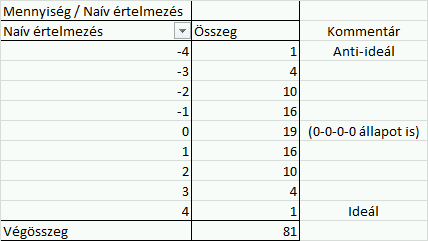 Mennyiség / Naív értelmezés
Naív értelmezés Összeg Kommentár
-4 1 Anti-ideál
-3 4
-2 10
-1 16
0 19 (0-0-0-0 állapot is)
1 16
2 10
3 4
4 1 Ideál
Végösszeg 81